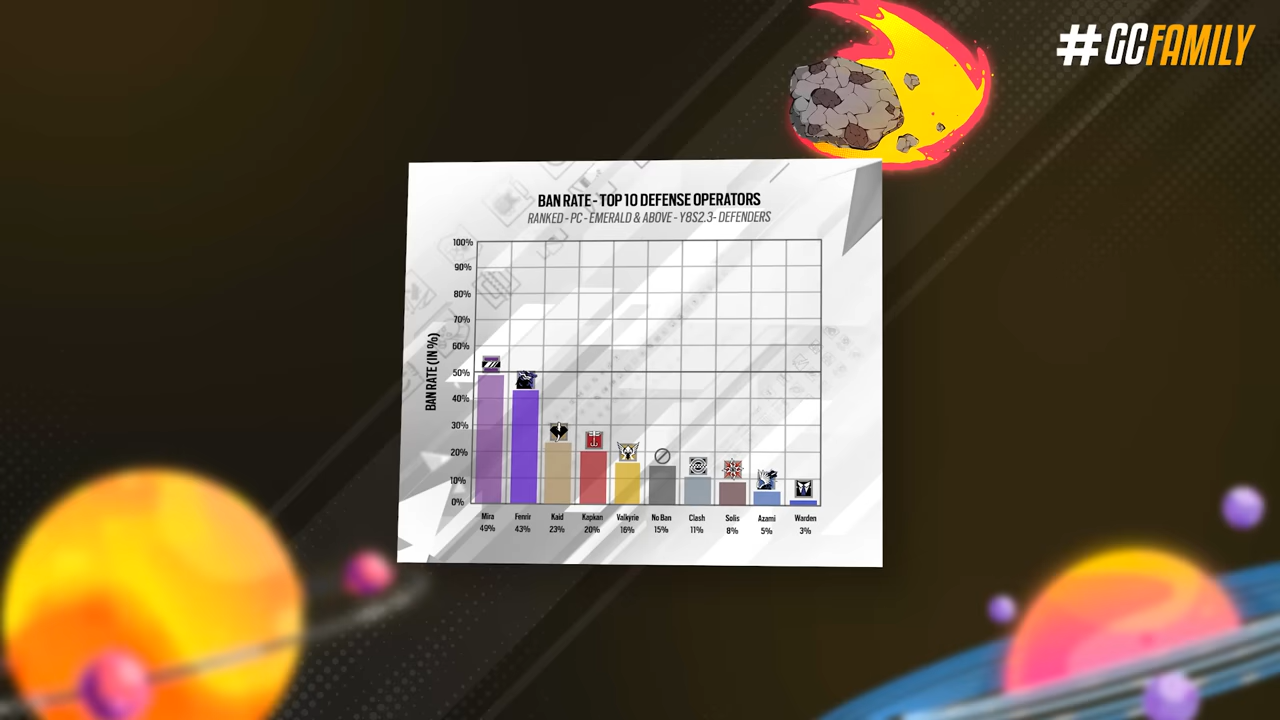 #GCFAMILY
BAN RATE - TOP 10 DEFENSE OPERATORS
RANKED - PC - EMERALD & ABOVE - Y8S2.3- DEFENDERS
BAN RATE (IN %)
100%
90%
80%
70%
60%
50%
40%
30%
20%
10%
0%
Mira Fenrir Kaid Kapkan Valkyrie No Ban Clash Solis Azami Warden
49% 43% 23% 20% 16% 15% 11% 8% 5% 3%